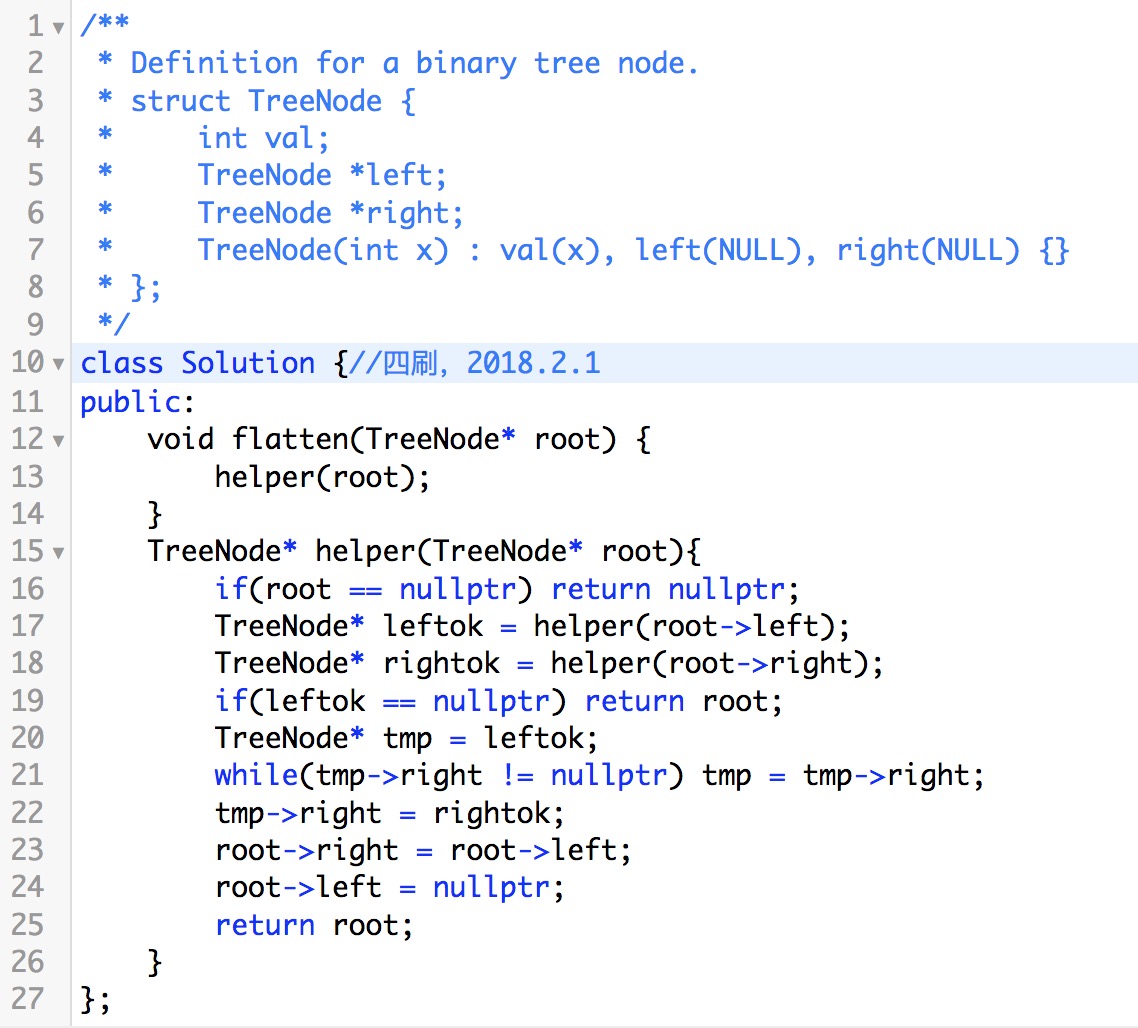 1 /**
2  * Definition for a binary tree node.
3  * struct TreeNode {
4  *     int val;
5  *     TreeNode *left;
6  *     TreeNode *right;
7  *     TreeNode(int x) : val(x), left(NULL), right(NULL) {}
8  * };
9  */
10 class Solution {//四刷, 2018.2.1
11 public:
12     void flatten(TreeNode* root) {
13         helper(root);
14     }
15     TreeNode* helper(TreeNode* root){
16         if(root == nullptr) return nullptr;
17         TreeNode* leftok = helper(root->left);
18         TreeNode* rightok = helper(root->right);
19         if(leftok == nullptr) return root;
20         TreeNode* tmp = leftok;
21         while(tmp->right != nullptr) tmp = tmp->right;
22         tmp->right = rightok;
23         root->right = root->left;
24         root->left = nullptr;
25         return root;
26     }
27 };